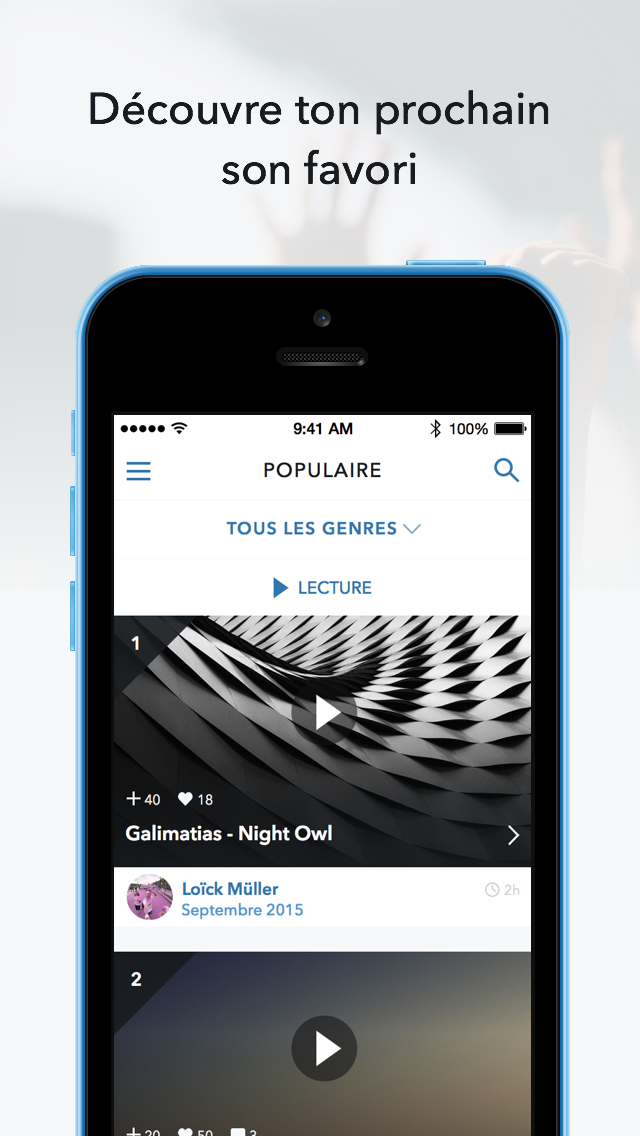 Découvre ton prochain
son favori
9:41 AM
100%
POPULAIRE
TOUS LES GENRES
LECTURE
1
40 18
Galimatias - Night Owl
Loïck Müller
2h
Septembre 2015
2
20 50 3